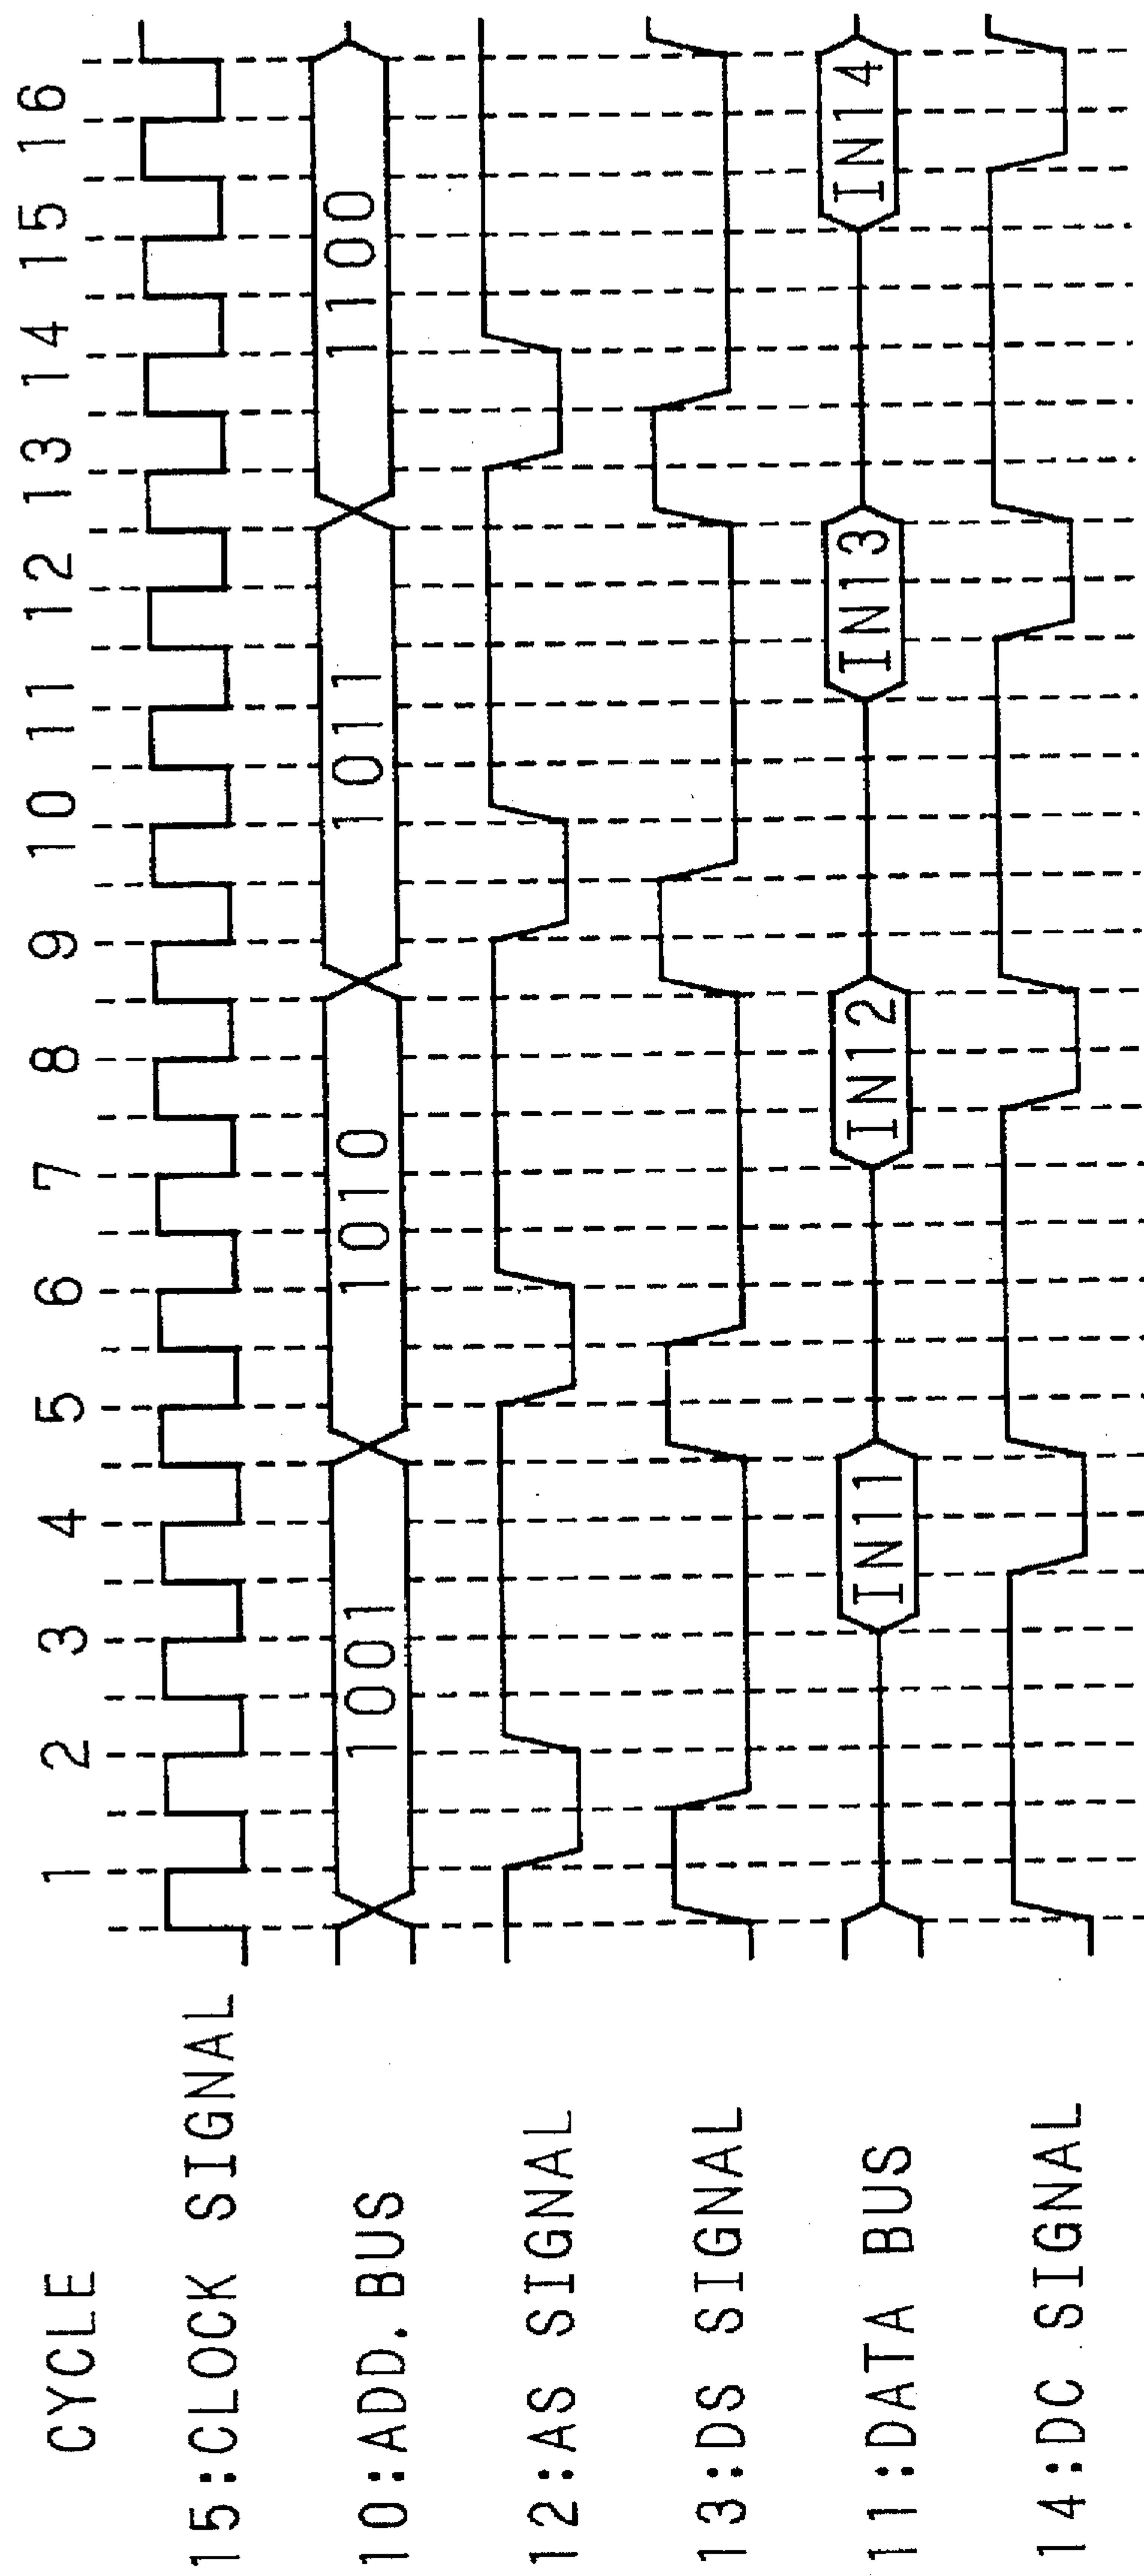 CYCLE 1 2 3 4 5 6 7 8 9 10 11 12 13 14 15 16
15:CLOCK SIGNAL
10:ADD. BUS 1001 1010 1011 1100
12:AS SIGNAL
13:DS SIGNAL
11:DATA BUS IN11 IN12 IN13 IN14
14:DC SIGNAL